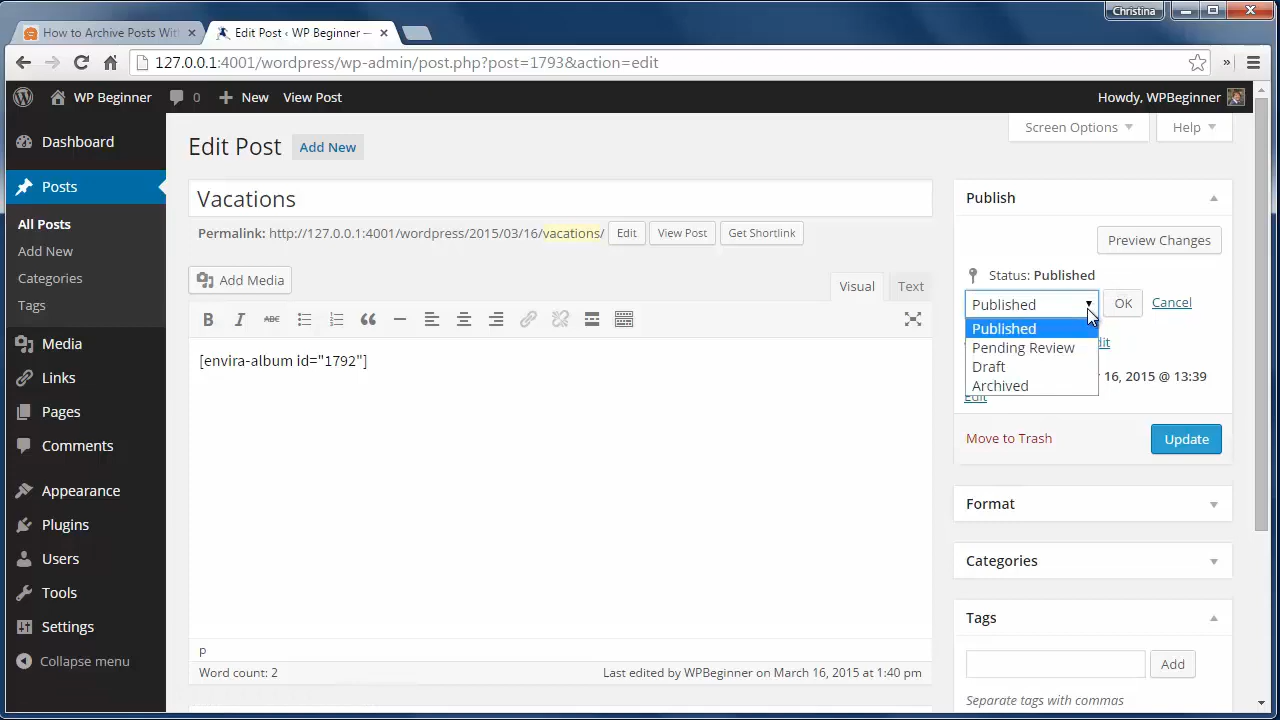 Christina
How to Archive Posts With
Edit Post ‹ WP Beginner —
127.0.0.1:4001/wordpress/wp-admin/post.php?post=1793&action=edit
WP Beginner 0 New View Post Howdy, WPBeginner
Screen Options Help
Dashboard
Posts
All Posts
Add New
Categories
Tags
Media
Links
Pages
Comments
Appearance
Plugins
Users
Tools
Settings
Collapse menu
Edit Post Add New
Vacations
Permalink: http://127.0.0.1:4001/wordpress/2015/03/16/vacations/ Edit View Post Get Shortlink
Add Media
Visual Text
B I ABC
[envira-album id="1792"]
p
Word count: 2 Last edited by WPBeginner on March 16, 2015 at 1:40 pm
Publish
Preview Changes
Status: Published
Published OK Cancel
Published
Pending Review
Draft
Archived
16, 2015 @ 13:39
Edit
Move to Trash Update
Format
Categories
Tags
Add
Separate tags with commas